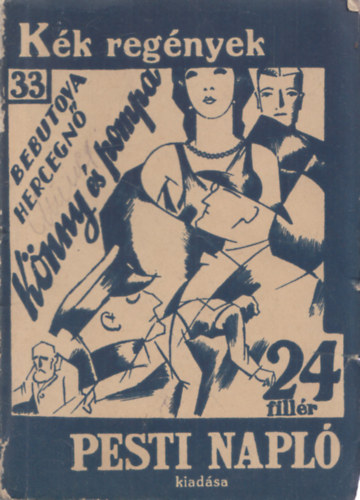 Kék regények
33
BEBUTOVA
HERCEGNŐ
Könny és pompa
24
fillér
PESTI NAPLÓ
kiadása